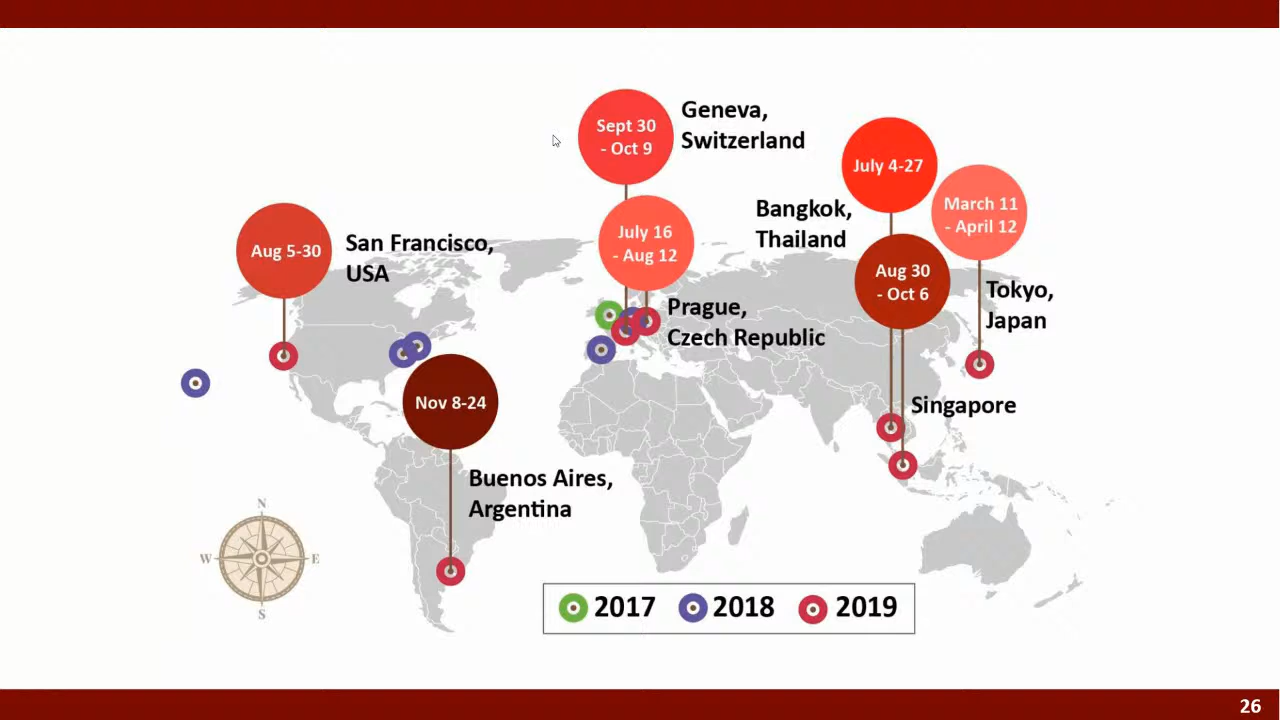 Sept 30
- Oct 9
Geneva,
Switzerland
July 4-27
March 11
- April 12
Bangkok,
Thailand
July 16
- Aug 12
Aug 5-30
San Francisco,
USA
Aug 30
- Oct 6
Tokyo,
Japan
Prague,
Czech Republic
Nov 8-24
Singapore
Buenos Aires,
Argentina
N
W
E
S
2017
2018
2019
26